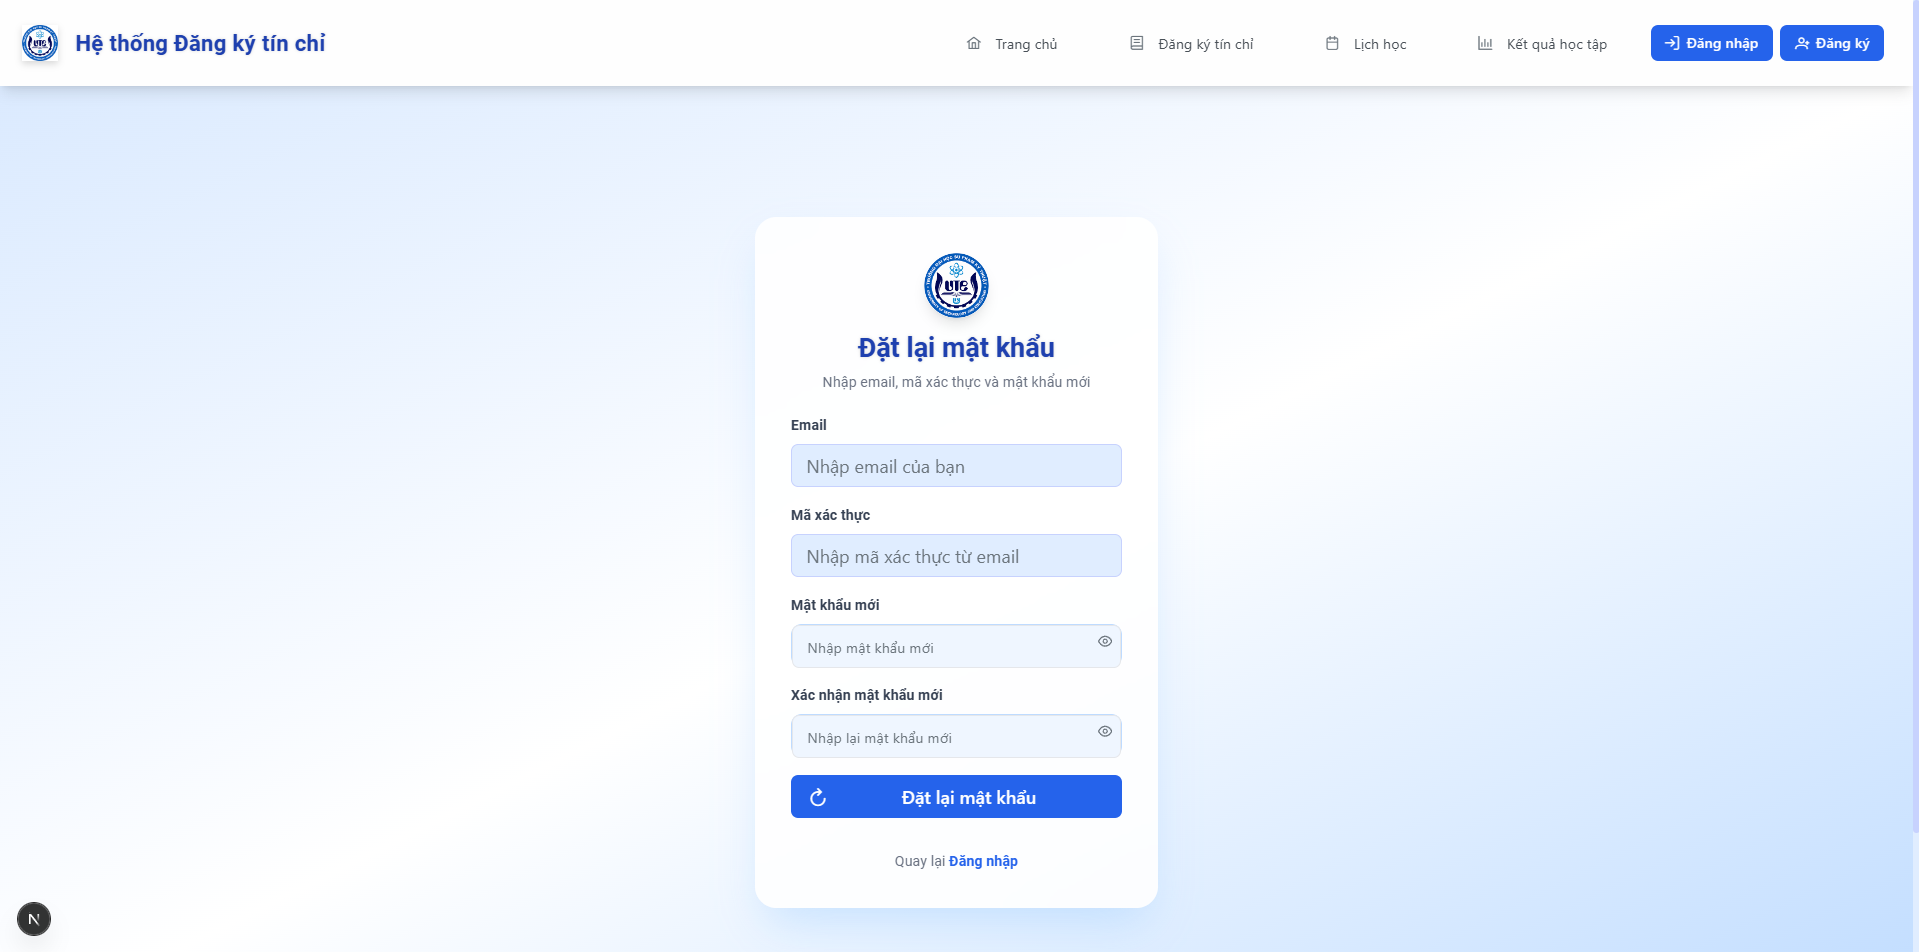 Hệ thống Đăng ký tín chỉ
Trang chủ
Đăng ký tín chỉ
Lịch học
Kết quả học tập
Đăng nhập
Đăng ký
UTE
Đặt lại mật khẩu
Nhập email, mã xác thực và mật khẩu mới
Email
Nhập email của bạn
Mã xác thực
Nhập mã xác thực từ email
Mật khẩu mới
Nhập mật khẩu mới
Xác nhận mật khẩu mới
Nhập lại mật khẩu mới
Đặt lại mật khẩu
Quay lại Đăng nhập
N